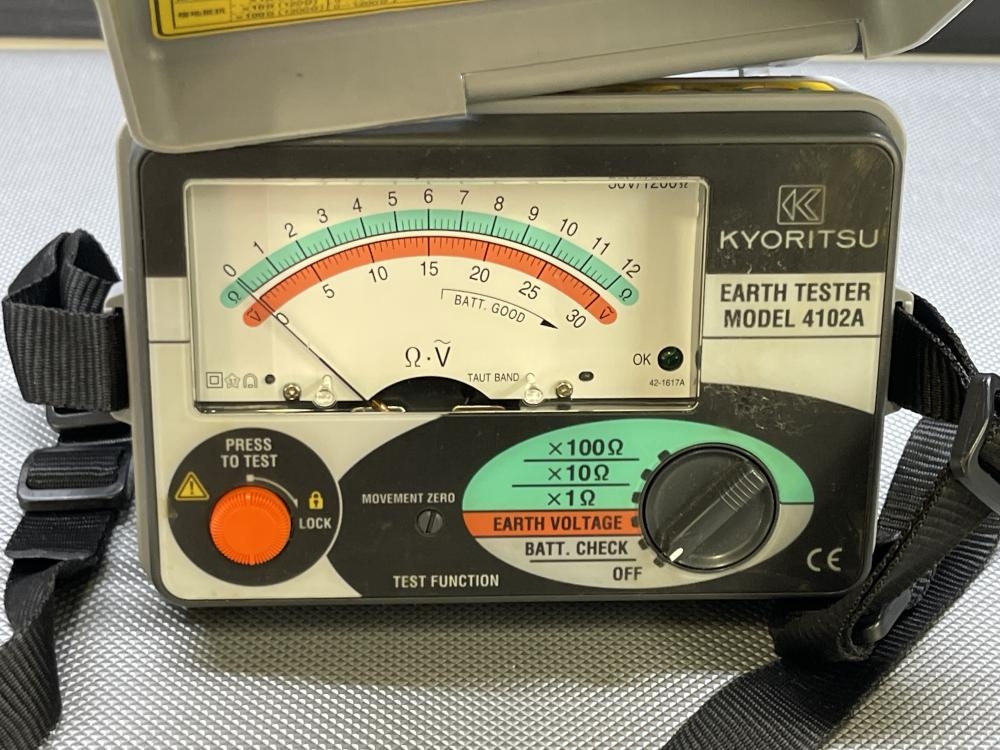 50V/1200Ω
0 1 2 3 4 5 6 7 8 9 10 11 12
Ω Ω
Ṽ 0 5 10 15 20 25 30 Ṽ
BATT. GOOD
Ω·Ṽ
TAUT BAND
OK
42-1617A
KYORITSU
EARTH TESTER
MODEL 4102A
PRESS
TO TEST
LOCK
MOVEMENT ZERO
TEST FUNCTION
×100Ω
×10Ω
×1Ω
EARTH VOLTAGE
BATT. CHECK
OFF
CE